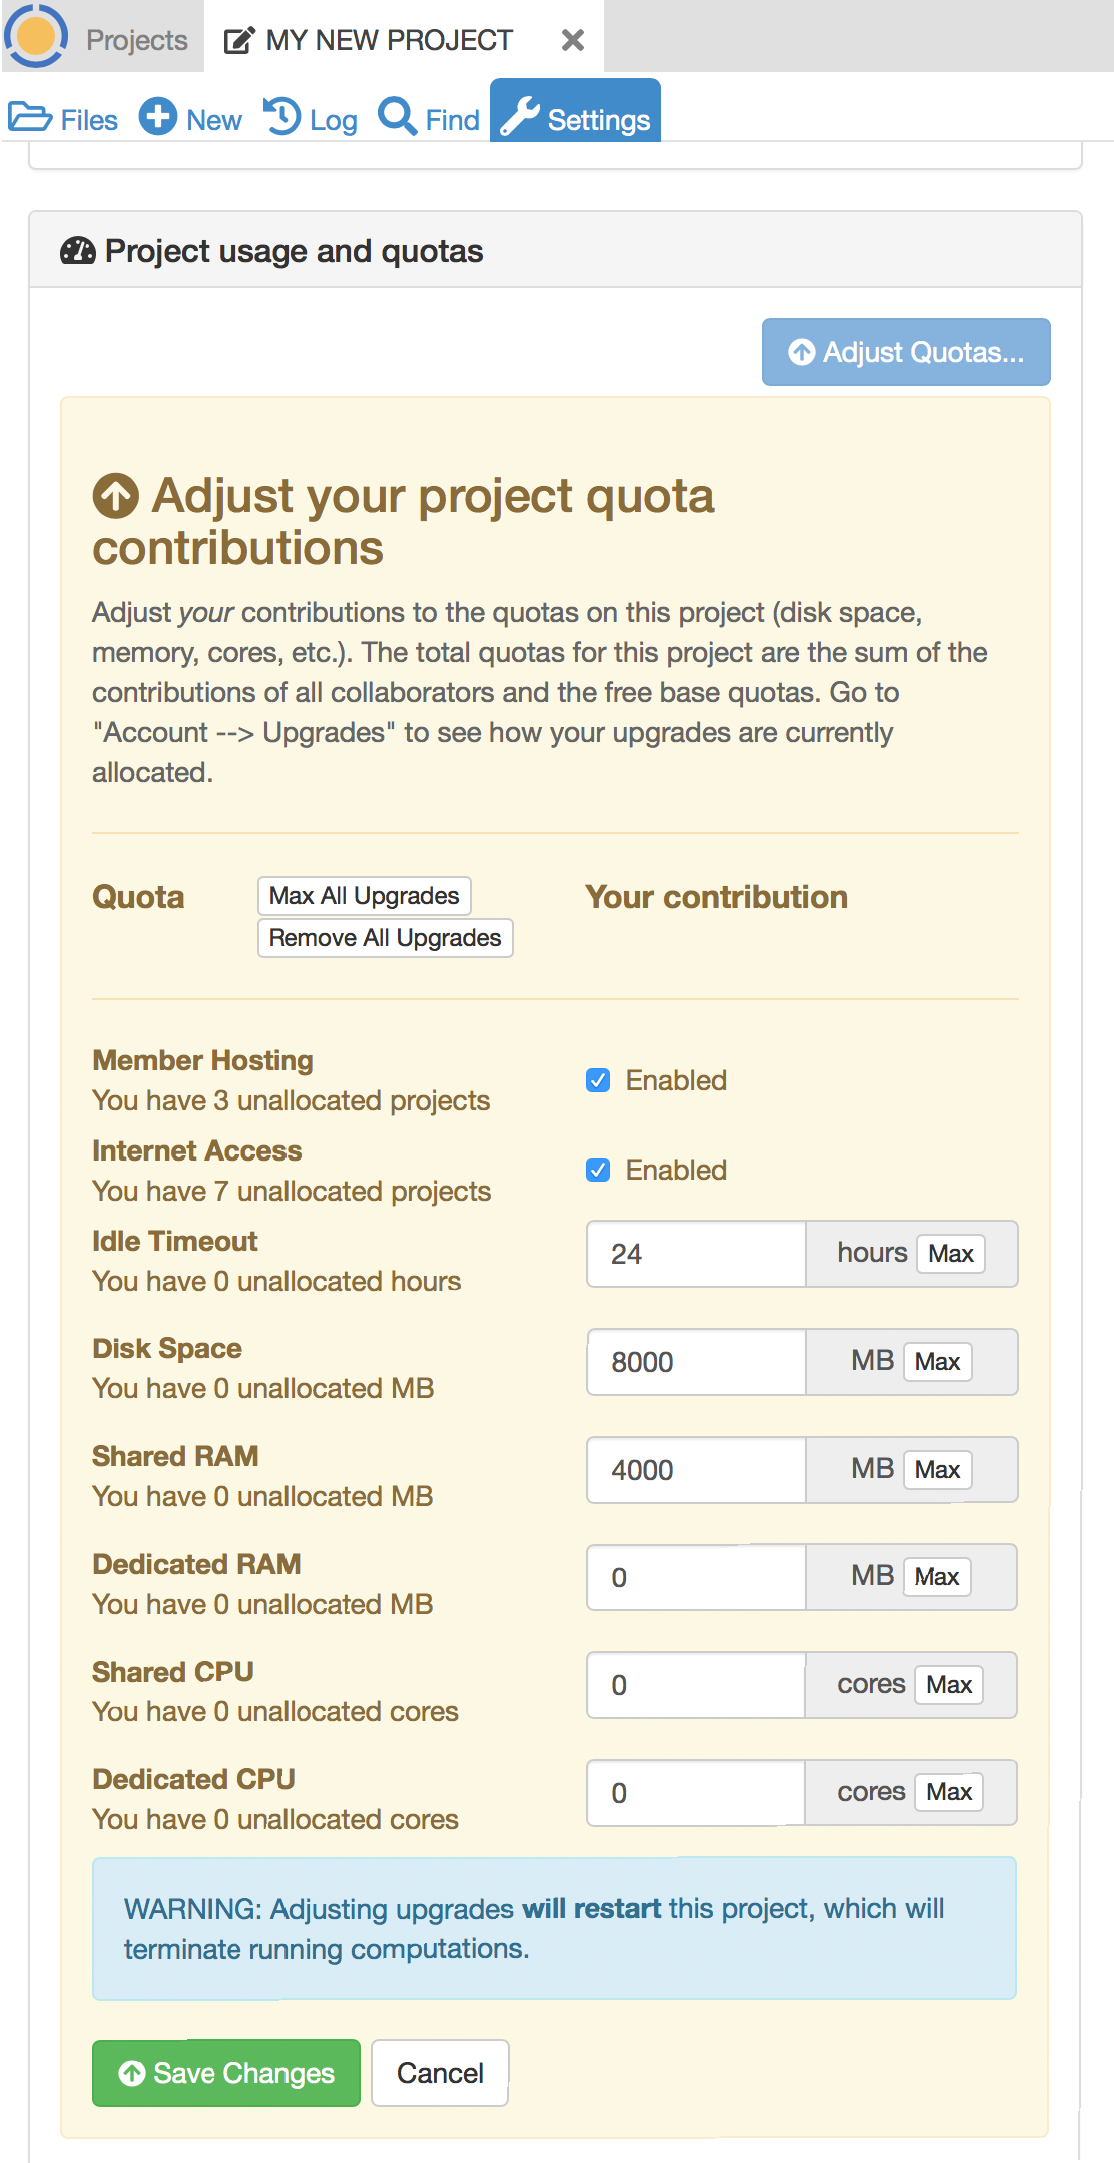 Projects MY NEW PROJECT
Files New Log Find Settings
Project usage and quotas
Adjust Quotas...
Adjust your project quota
contributions
Adjust your contributions to the quotas on this project (disk space,
memory, cores, etc.). The total quotas for this project are the sum of the
contributions of all collaborators and the free base quotas. Go to
"Account --> Upgrades" to see how your upgrades are currently
allocated.
Quota Max All Upgrades Your contribution
Remove All Upgrades
Member Hosting
You have 3 unallocated projects
Enabled
Internet Access
You have 7 unallocated projects
Enabled
Idle Timeout
You have 0 unallocated hours
24 hours Max
Disk Space
You have 0 unallocated MB
8000 MB Max
Shared RAM
You have 0 unallocated MB
4000 MB Max
Dedicated RAM
You have 0 unallocated MB
0 MB Max
Shared CPU
You have 0 unallocated cores
0 cores Max
Dedicated CPU
You have 0 unallocated cores
0 cores Max
WARNING: Adjusting upgrades will restart this project, which will
terminate running computations.
Save Changes Cancel